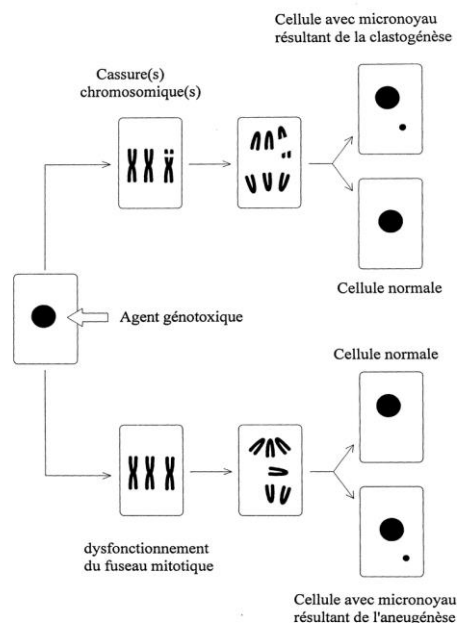 Cellule avec micronoyau
résultant de la clastogénèse
Cassure(s)
chromosomique(s)
Cellule normale
Agent génotoxique
Cellule normale
dysfonctionnement
du fuseau mitotique
Cellule avec micronoyau
résultant de l'aneugénèse